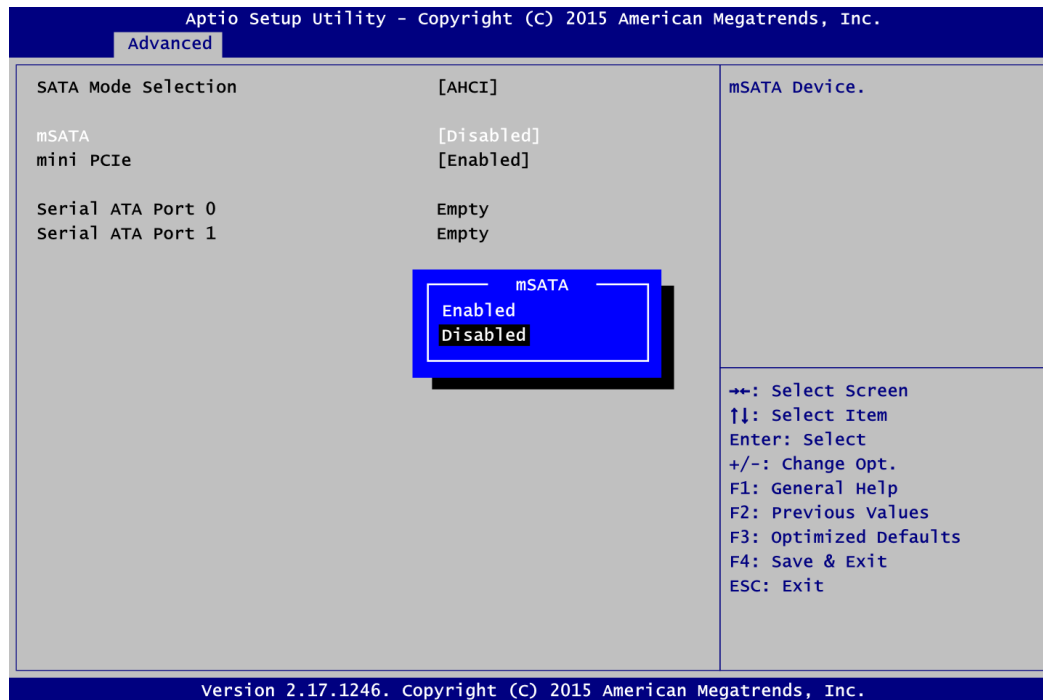 Aptio Setup Utility - Copyright (C) 2015 American Megatrends, Inc.
Advanced
SATA Mode Selection [AHCI]
mSATA [Disabled]
mini PCIe [Enabled]
Serial ATA Port 0 Empty
Serial ATA Port 1 Empty
mSATA
Enabled
Disabled
mSATA Device.
→←: Select Screen
↑↓: Select Item
Enter: Select
+/-: Change Opt.
F1: General Help
F2: Previous Values
F3: Optimized Defaults
F4: Save & Exit
ESC: Exit
Version 2.17.1246. Copyright (C) 2015 American Megatrends, Inc.